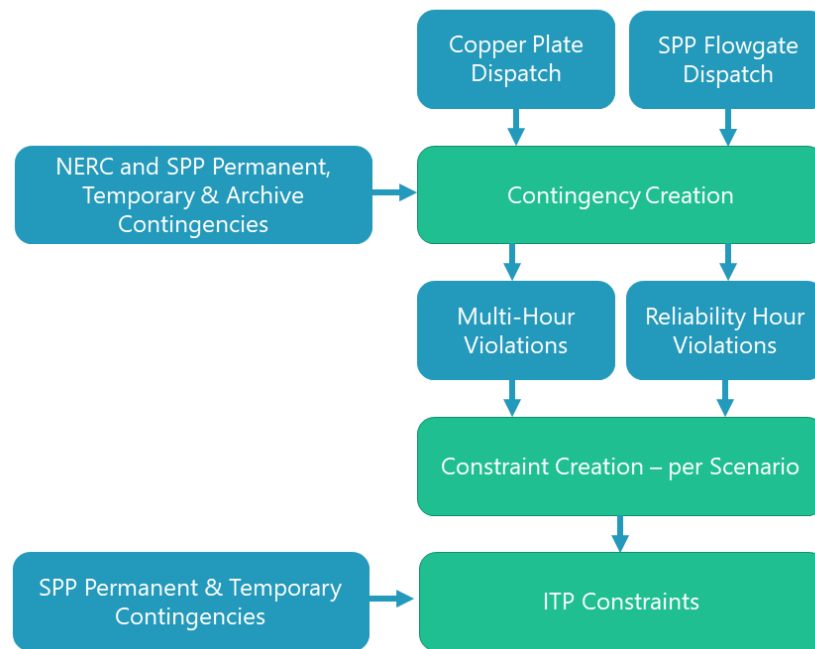 Copper Plate
Dispatch
SPP Flowgate
Dispatch
NERC and SPP Permanent,
Temporary & Archive
Contingencies
Contingency Creation
Multi-Hour
Violations
Reliability Hour
Violations
Constraint Creation – per Scenario
SPP Permanent & Temporary
Contingencies
ITP Constraints